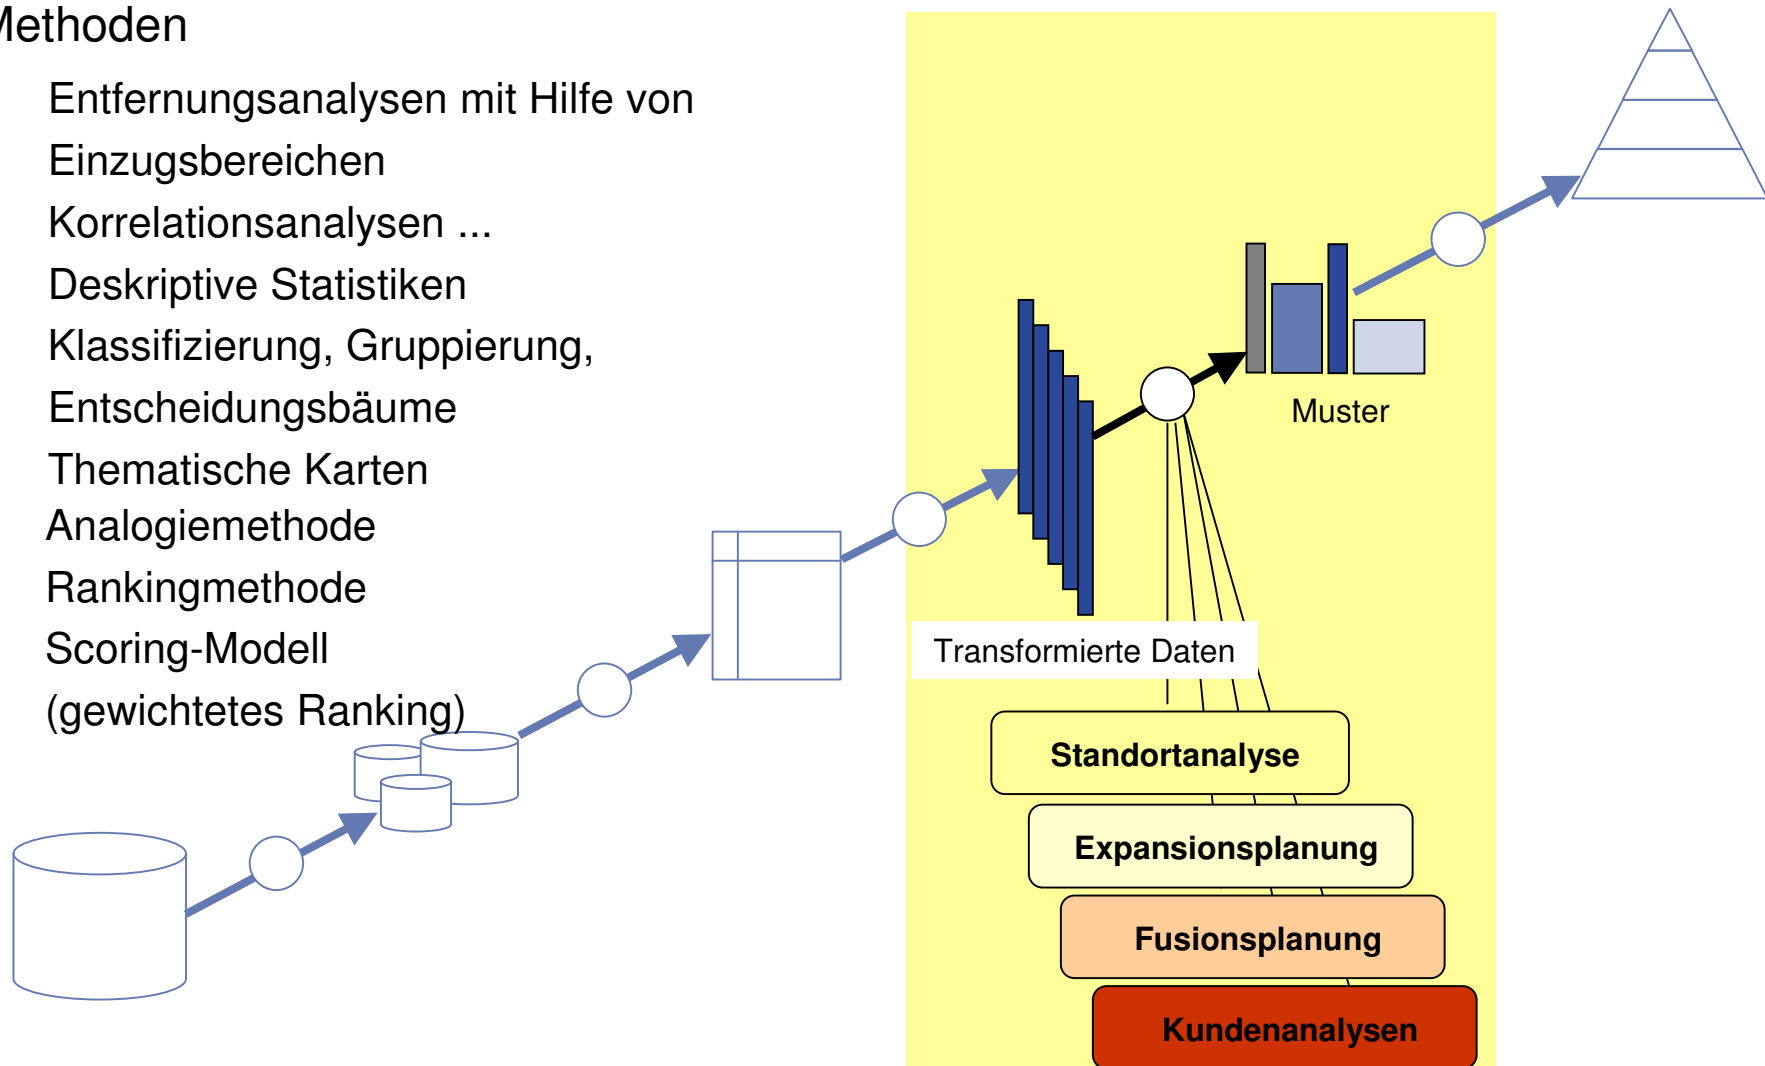 Methoden
Entfernungsanalysen mit Hilfe von
Einzugsbereichen
Korrelationsanalysen ...
Deskriptive Statistiken
Klassifizierung, Gruppierung,
Entscheidungsbäume
Thematische Karten
Analogiemethode
Rankingmethode
Scoring-Modell
(gewichtetes Ranking)
Muster
Transformierte Daten
Standortanalyse
Expansionsplanung
Fusionsplanung
Kundenanalysen